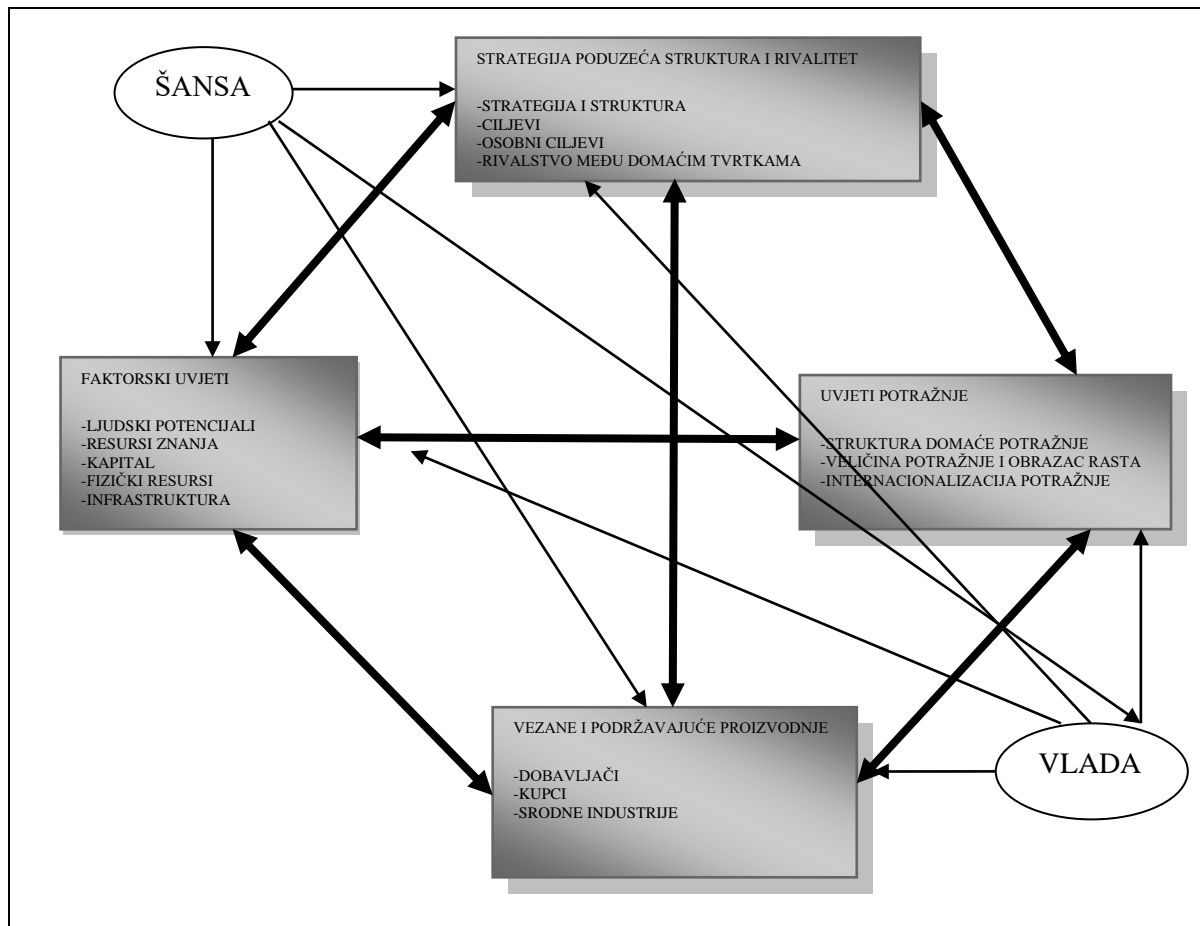 ŠANSA
STRATEGIJA PODUZEĆA STRUKTURA I RIVALITET
-STRATEGIJA I STRUKTURA
-CILJEVI
-OSOBNI CILJEVI
-RIVALSTVO MEĐU DOMAĆIM TVRTKAMA
FAKTORSKI UVJETI
-LJUDSKI POTENCIJALI
-RESURSI ZNANJA
-KAPITAL
-FIZIČKI RESURSI
-INFRASTRUKTURA
UVJETI POTRAŽNJE
-STRUKTURA DOMAĆE POTRAŽNJE
-VELIČINA POTRAŽNJE I OBRAZAC RASTA
-INTERNACIONALIZACIJA POTRAŽNJE
VEZANE I PODRŽAVAJUĆE PROIZVODNJE
-DOBAVLJAČI
-KUPCI
-SRODNE INDUSTRIJE
VLADA